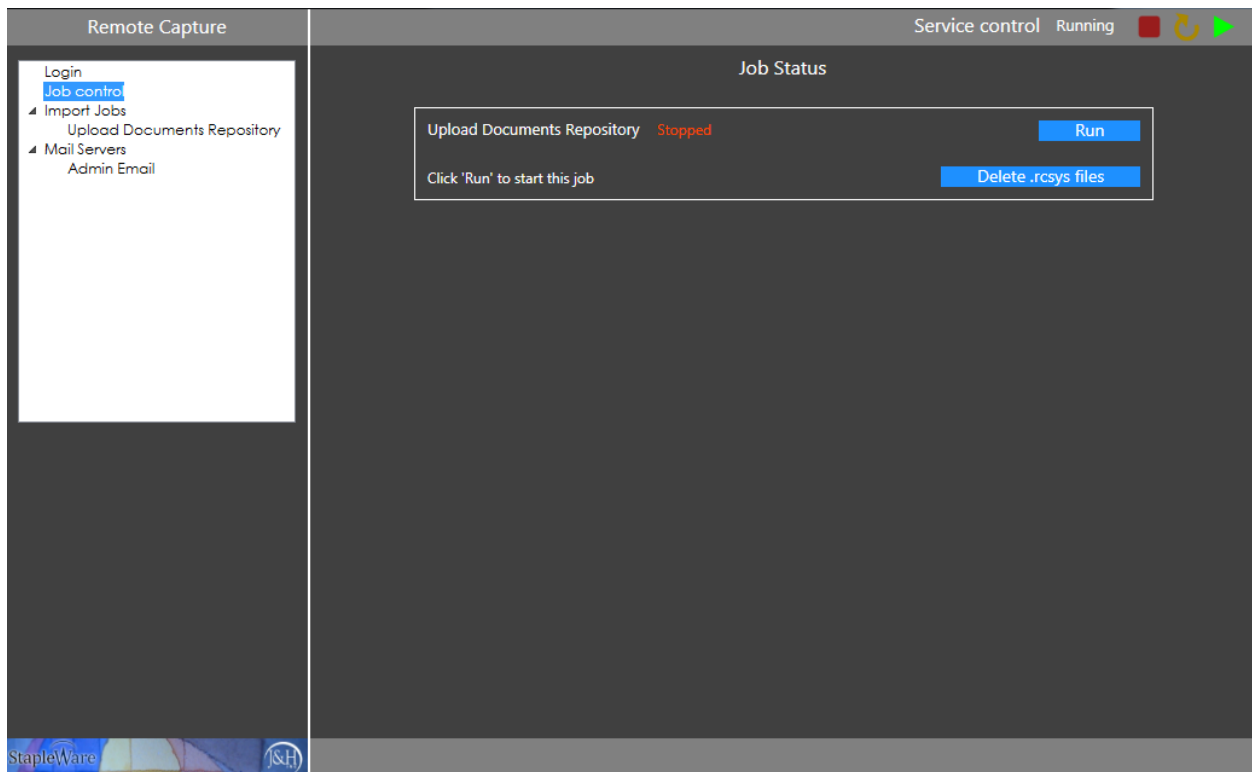 Remote Capture
Service control Running
Login
Job control
Import Jobs
Upload Documents Repository
Mail Servers
Admin Email
Job Status
Upload Documents Repository Stopped
Run
Click 'Run' to start this job
Delete .rcsys files
StapleWare
J&H